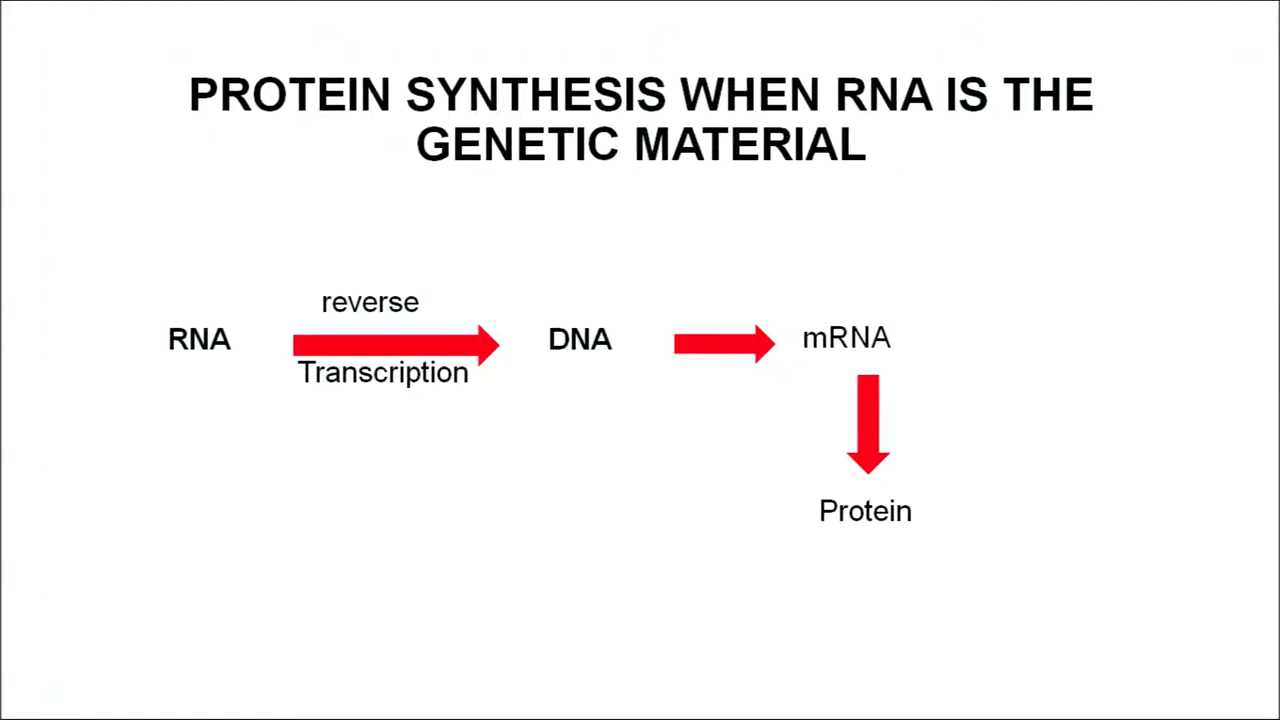 PROTEIN SYNTHESIS WHEN RNA IS THE
GENETIC MATERIAL
reverse
RNA
DNA
mRNA
Transcription
Protein